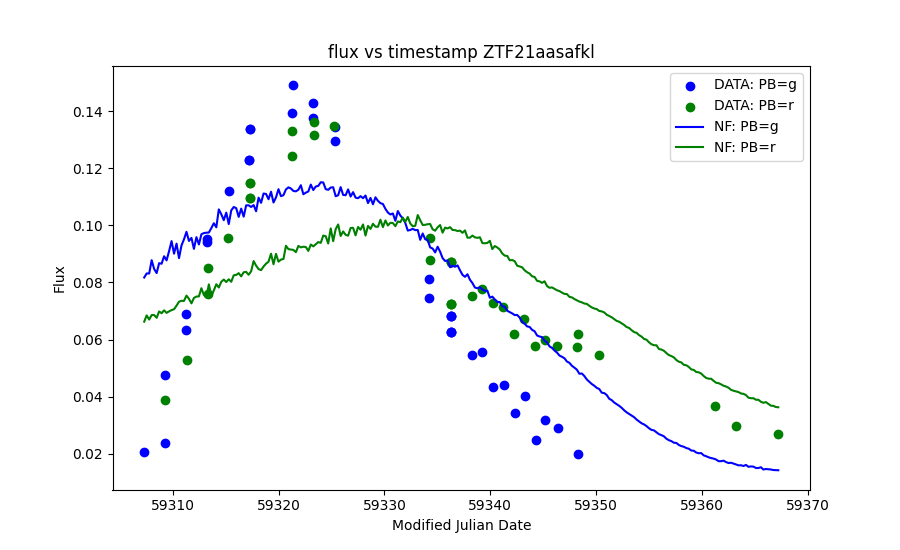 flux vs timestamp ZTF21aasafkl
DATA: PB=g
DATA: PB=r
NF: PB=g
NF: PB=r
Flux
0.14
0.12
0.10
0.08
0.06
0.04
0.02
59310 59320 59330 59340 59350 59360 59370
Modified Julian Date